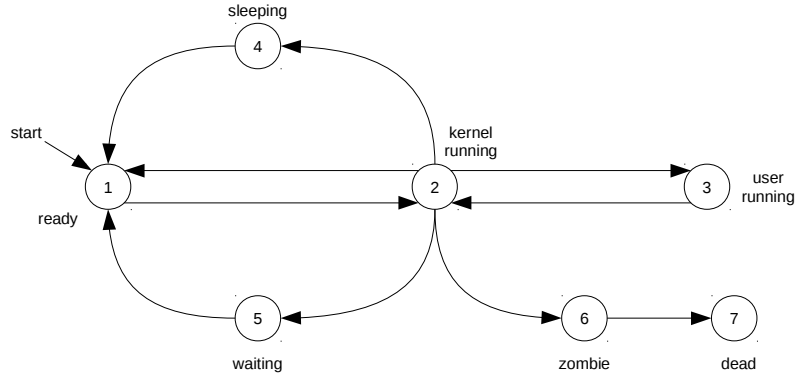 sleeping
4
start
kernel
running
1
2
3
user
running
ready
5
6
7
waiting
zombie
dead